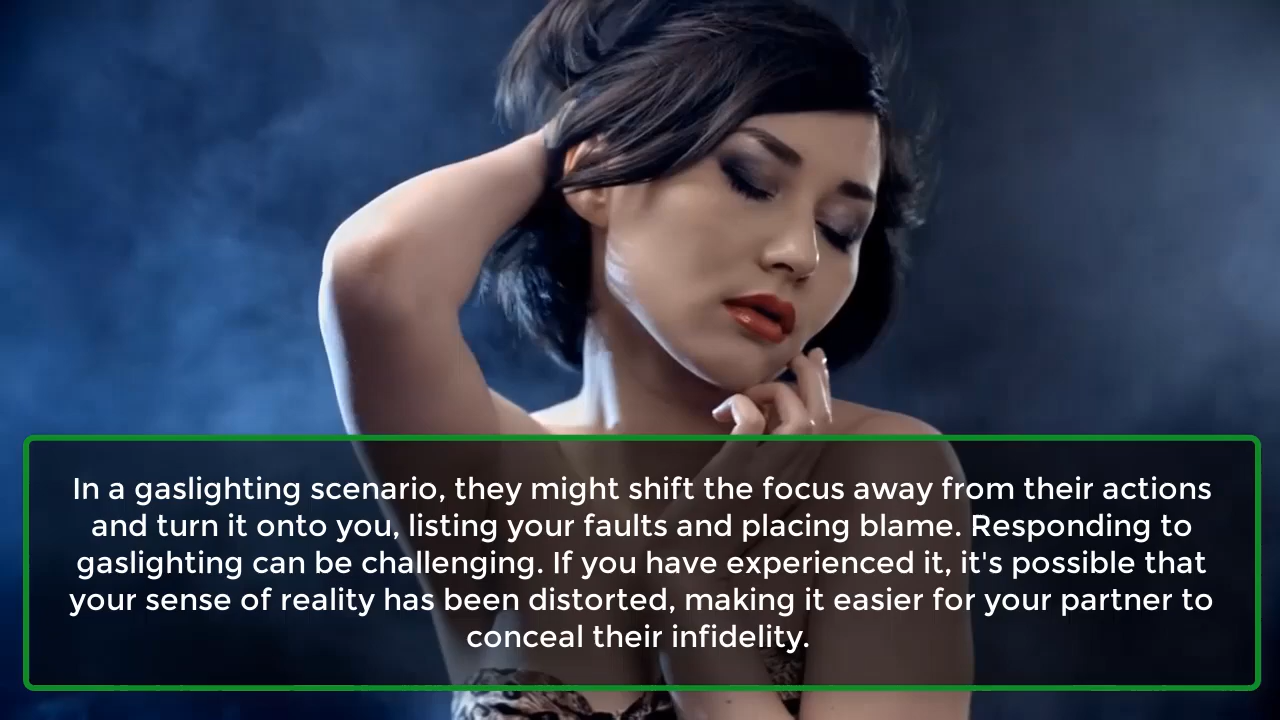 In a gaslighting scenario, they might shift the focus away from their actions
and turn it onto you, listing your faults and placing blame. Responding to
gaslighting can be challenging. If you have experienced it, it's possible that
your sense of reality has been distorted, making it easier for your partner to
conceal their infidelity.